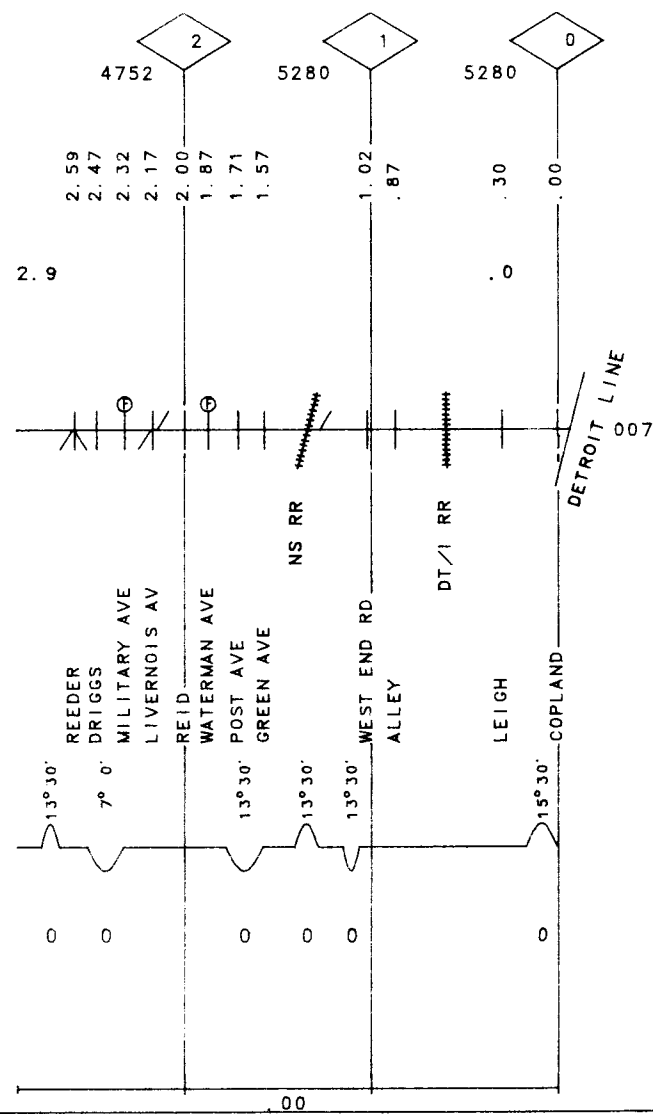 2
1
0
4752
5280
5280
2.59
2.47
2.32
2.17
2.00
1.87
1.71
1.57
1.02
.87
.30
.00
2.9
.0
F
F
DETROIT LINE
007
NS RR
DT/I RR
REEDER
DRIGGS
MILITARY AVE
LIVERNOIS AV
REID
WATERMAN AVE
POST AVE
GREEN AVE
WEST END RD
ALLEY
LEIGH
COPLAND
13°30'
7° 0'
13°30'
13°30'
13°30'
15°30'
0
0
0
0
0
0
.00